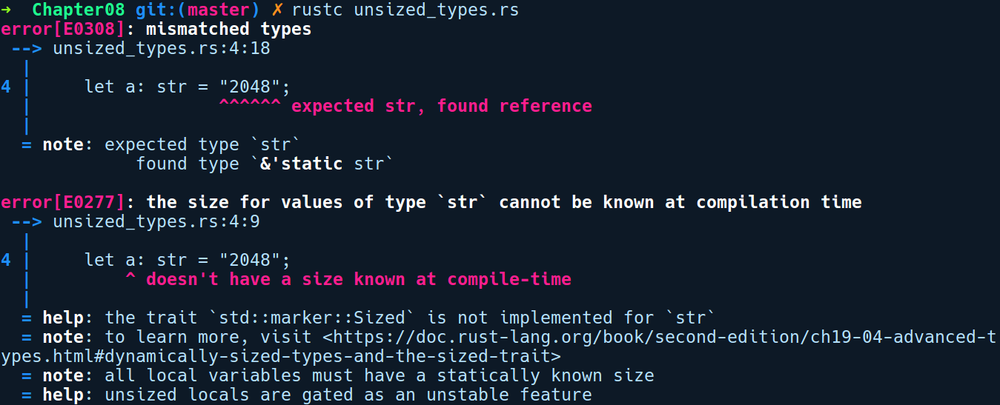 ➜  Chapter08 git:(master) ✗ rustc unsized_types.rs
error[E0308]: mismatched types
 --> unsized_types.rs:4:18
  |
4 |     let a: str = "2048";
  |                  ^^^^^^ expected str, found reference
  |
  = note: expected type `str`
             found type `&'static str`

error[E0277]: the size for values of type `str` cannot be known at compilation time
 --> unsized_types.rs:4:9
  |
4 |     let a: str = "2048";
  |         ^ doesn't have a size known at compile-time
  |
  = help: the trait `std::marker::Sized` is not implemented for `str`
  = note: to learn more, visit <https://doc.rust-lang.org/book/second-edition/ch19-04-advanced-t
ypes.html#dynamically-sized-types-and-the-sized-trait>
  = note: all local variables must have a statically known size
  = help: unsized locals are gated as an unstable feature